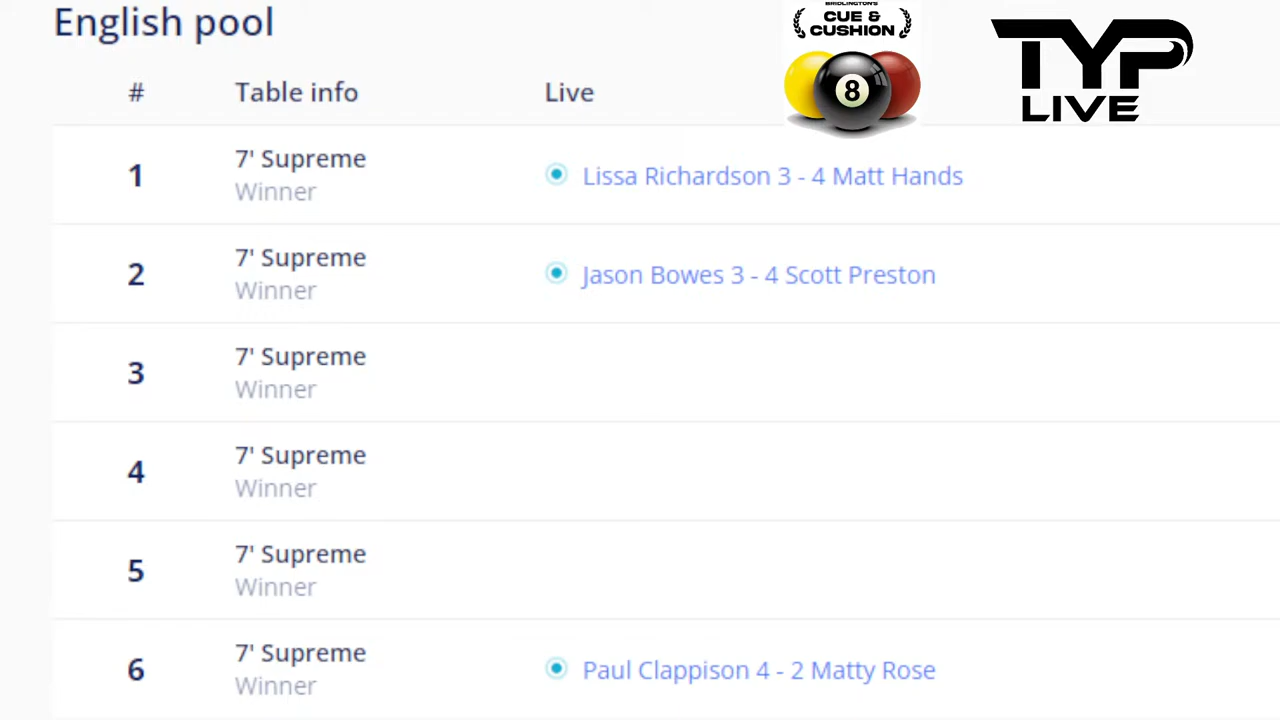 English pool
BRIDLINGTON'S
CUE &
CUSHION
8
TYP
LIVE
# Table info Live
1 7' Supreme
Winner
Lissa Richardson 3 - 4 Matt Hands
2 7' Supreme
Winner
Jason Bowes 3 - 4 Scott Preston
3 7' Supreme
Winner
4 7' Supreme
Winner
5 7' Supreme
Winner
6 7' Supreme
Winner
Paul Clappison 4 - 2 Matty Rose